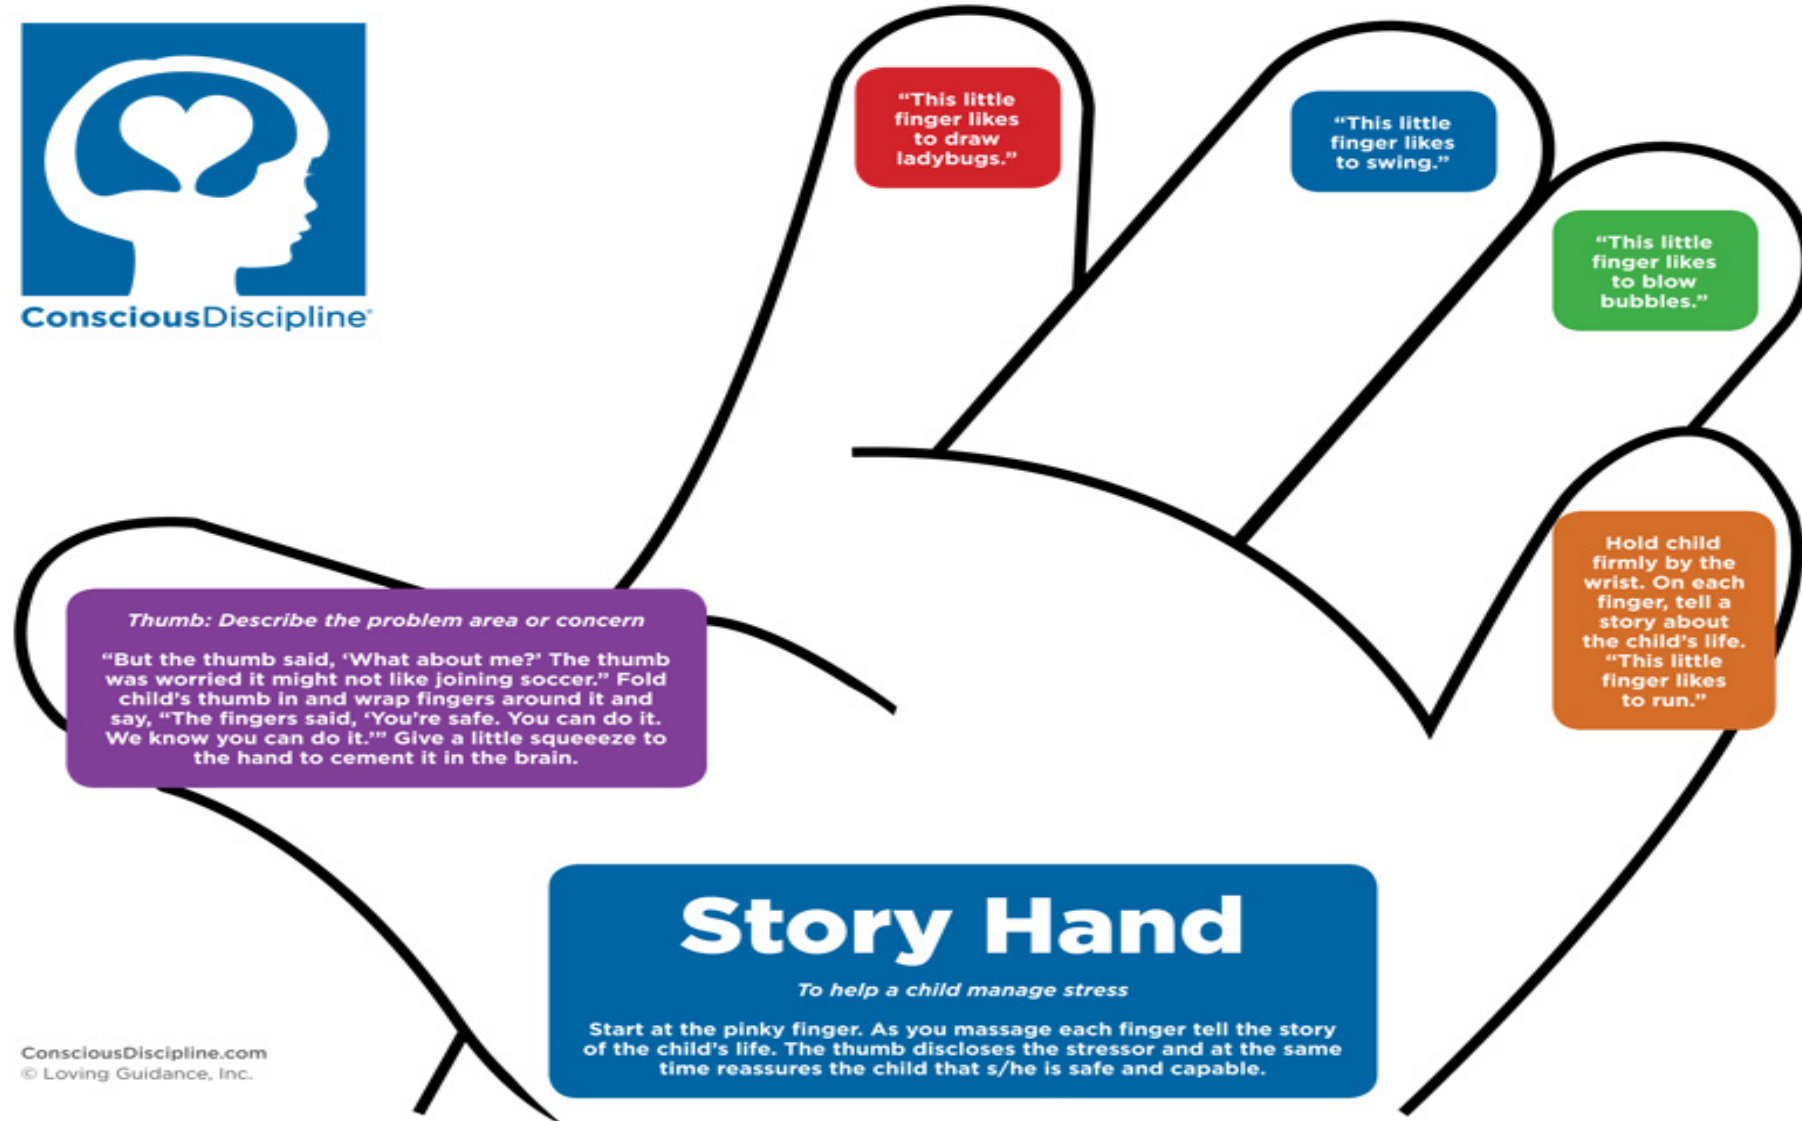 ConsciousDiscipline®
“This little
finger likes
to draw
ladybugs.”
“This little
finger likes
to swing.”
“This little
finger likes
to blow
bubbles.”
Hold child
firmly by the
wrist. On each
finger, tell a
story about
the child’s life.
“This little
finger likes
to run.”
Thumb: Describe the problem area or concern
“But the thumb said, ‘What about me?’ The thumb
was worried it might not like joining soccer.” Fold
child’s thumb in and wrap fingers around it and
say, “The fingers said, ‘You’re safe. You can do it.
We know you can do it.’” Give a little squeeeze to
the hand to cement it in the brain.
Story Hand
To help a child manage stress
Start at the pinky finger. As you massage each finger tell the story
of the child’s life. The thumb discloses the stressor and at the same
time reassures the child that s/he is safe and capable.
ConsciousDiscipline.com
© Loving Guidance, Inc.